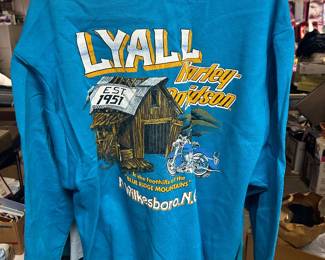 LYALL
Harley-
Davidson
EST.
1951
In the Foothills of the
"BLUE RIDGE MOUNTAINS"
Wilkesboro, N.C.